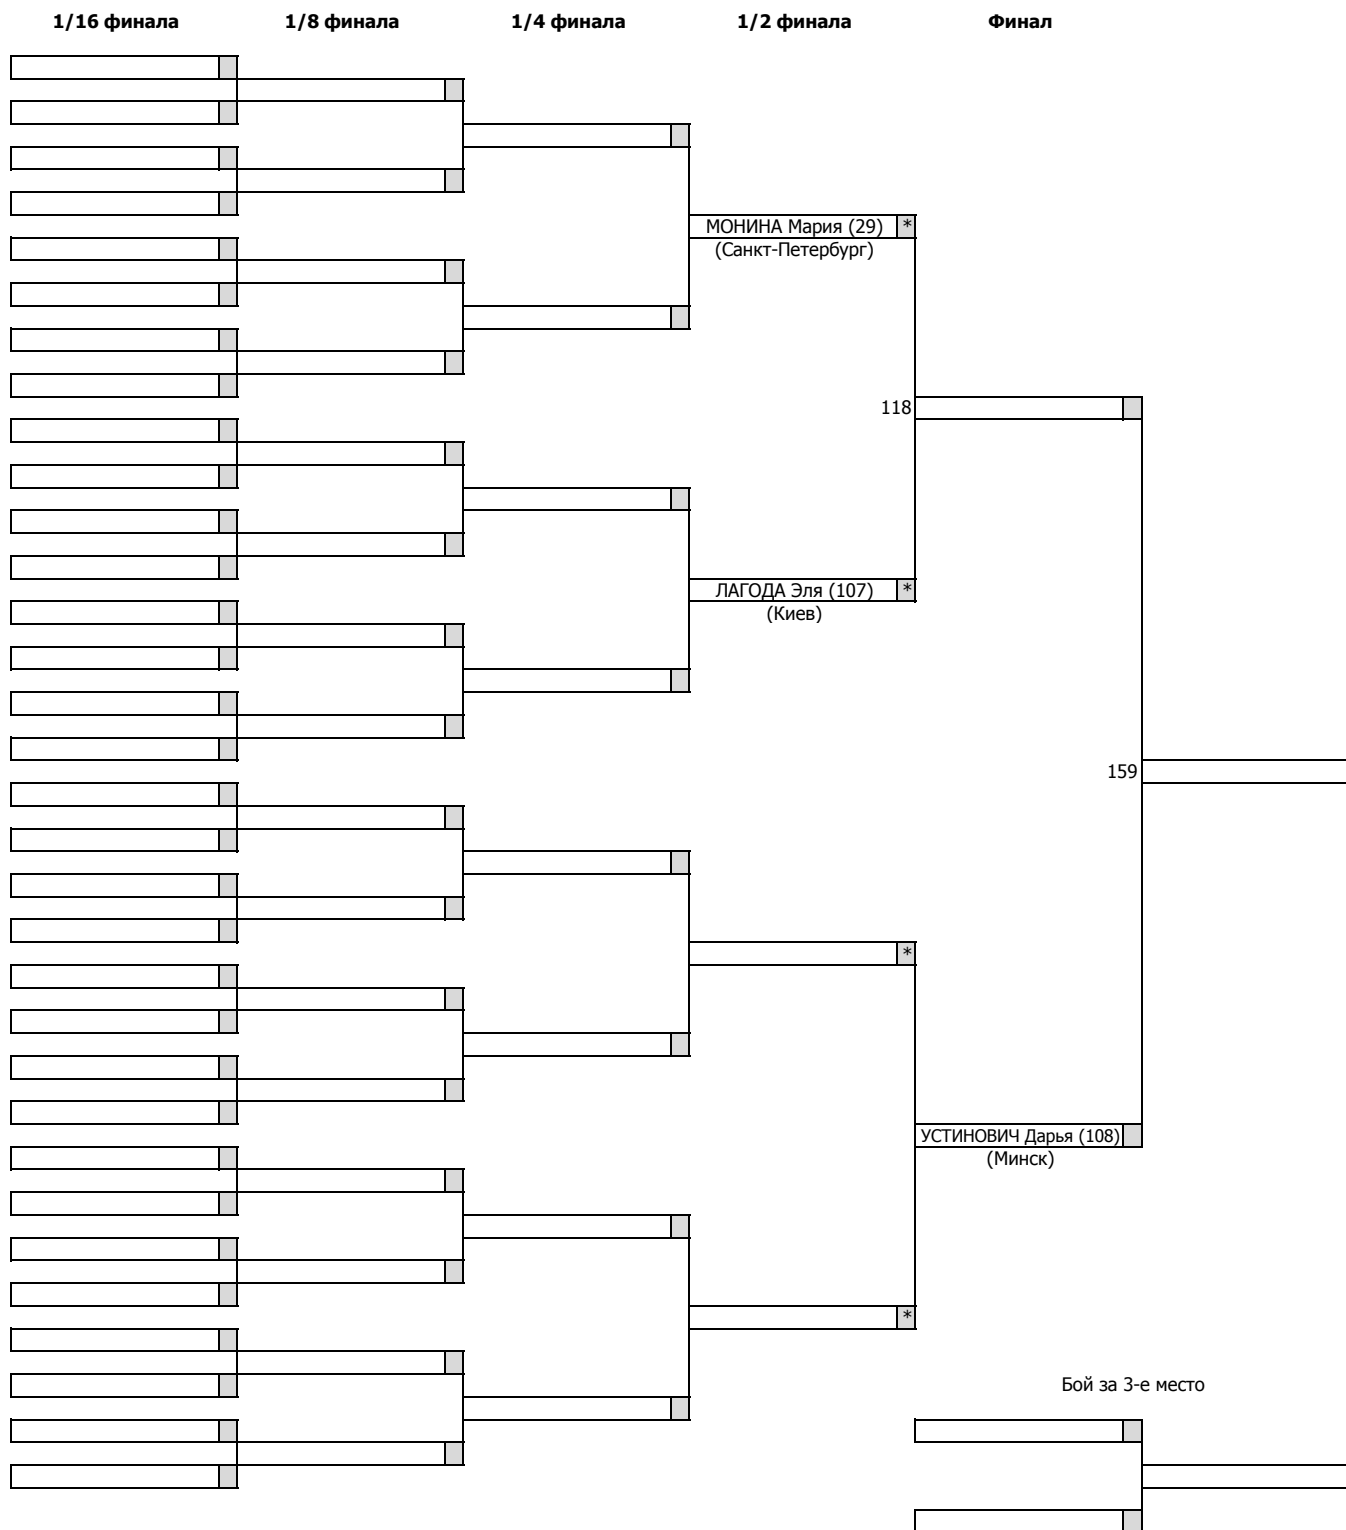 1/16 финала 1/8 финала 1/4 финала 1/2 финала Финал
МОНИНА Мария (29) *
(Санкт-Петербург)
118
ЛАГОДА Эля (107) *
(Киев)
159
*
УСТИНОВИЧ Дарья (108)
(Минск)
*
Бой за 3-е место